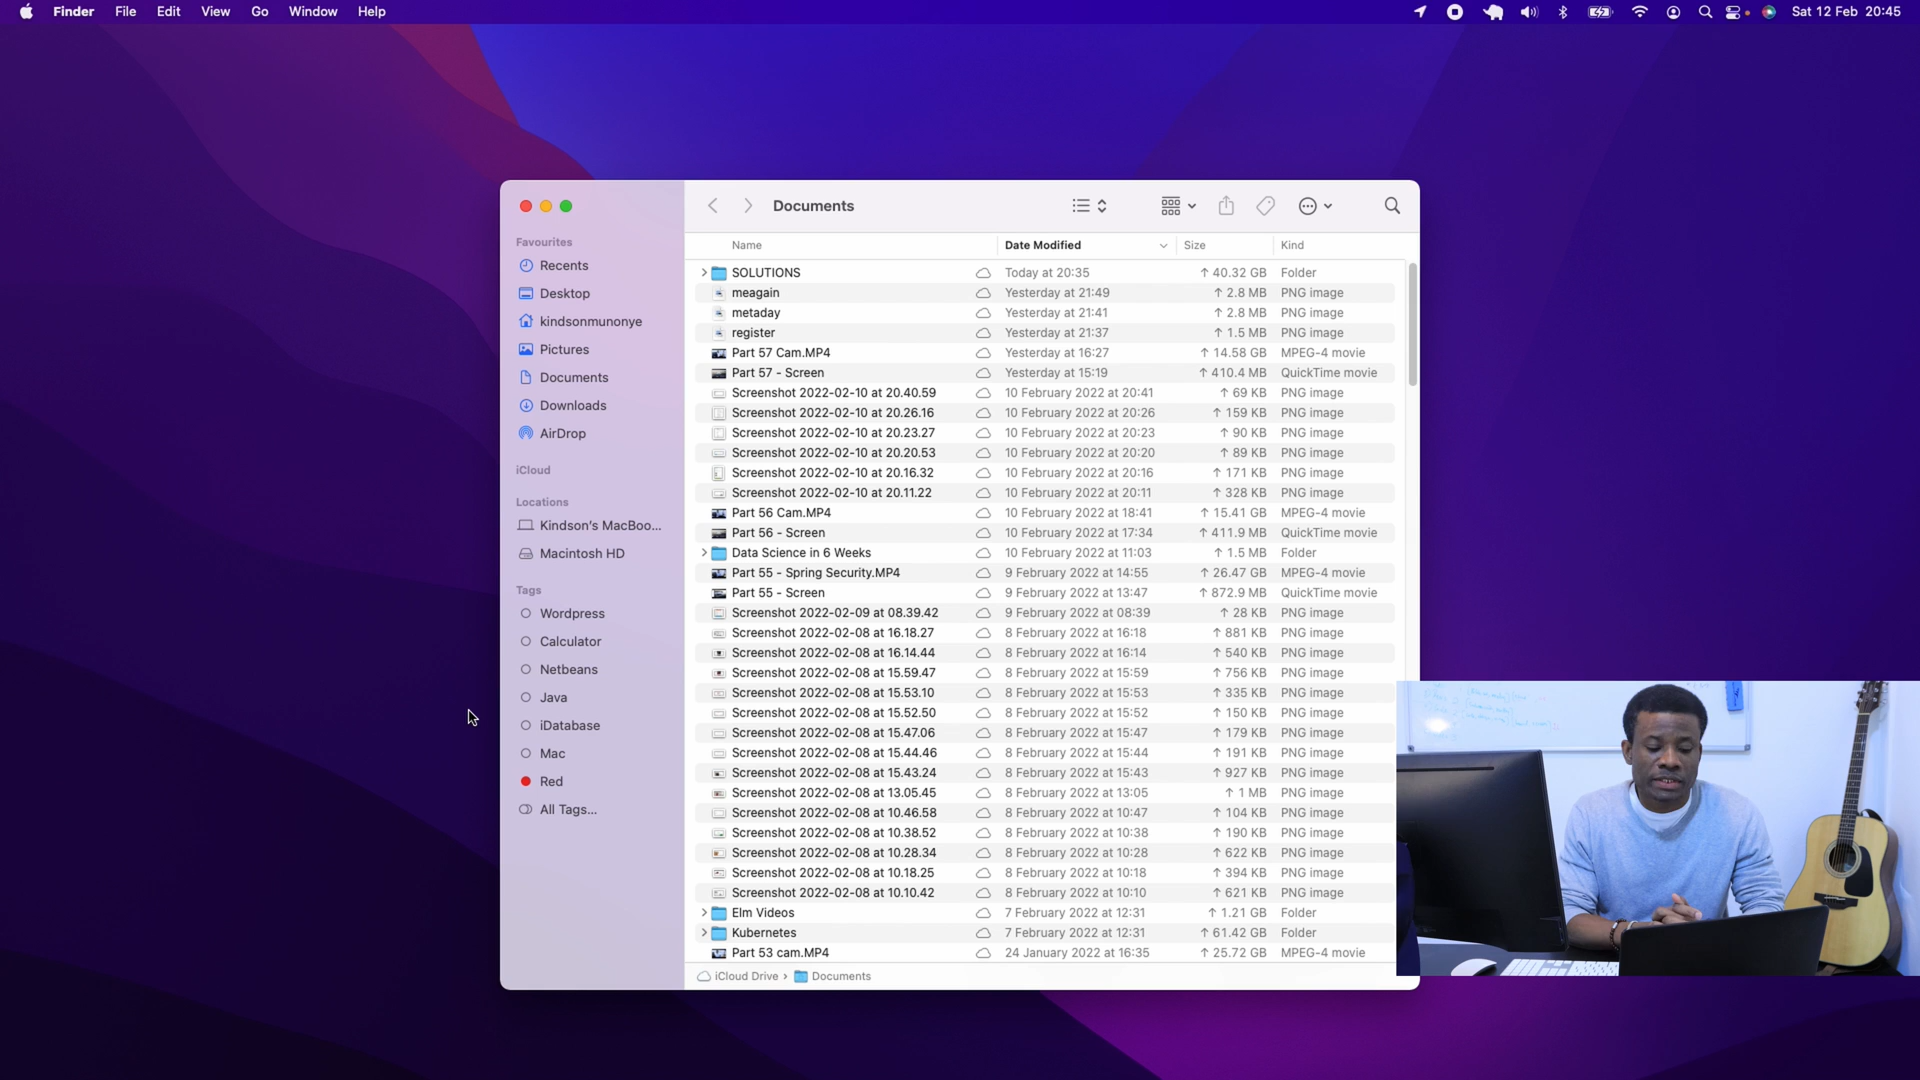 Finder File Edit View Go Window Help Sat 12 Feb 20:45
Documents
Favourites
Recents
Desktop
kindsonmunonye
Pictures
Documents
Downloads
AirDrop
iCloud
Locations
Kindson's MacBoo...
Macintosh HD
Tags
Wordpress
Calculator
Netbeans
Java
iDatabase
Mac
Red
All Tags...
Name Date Modified Size Kind
SOLUTIONS Today at 20:35 ↑ 40.32 GB Folder
meagain Yesterday at 21:49 ↑ 2.8 MB PNG image
metaday Yesterday at 21:41 ↑ 2.8 MB PNG image
register Yesterday at 21:37 ↑ 1.5 MB PNG image
Part 57 Cam.MP4 Yesterday at 16:27 ↑ 14.58 GB MPEG-4 movie
Part 57 - Screen Yesterday at 15:19 ↑ 410.4 MB QuickTime movie
Screenshot 2022-02-10 at 20.40.59 10 February 2022 at 20:41 ↑ 69 KB PNG image
Screenshot 2022-02-10 at 20.26.16 10 February 2022 at 20:26 ↑ 159 KB PNG image
Screenshot 2022-02-10 at 20.23.27 10 February 2022 at 20:23 ↑ 90 KB PNG image
Screenshot 2022-02-10 at 20.20.53 10 February 2022 at 20:20 ↑ 89 KB PNG image
Screenshot 2022-02-10 at 20.16.32 10 February 2022 at 20:16 ↑ 171 KB PNG image
Screenshot 2022-02-10 at 20.11.22 10 February 2022 at 20:11 ↑ 328 KB PNG image
Part 56 Cam.MP4 10 February 2022 at 18:41 ↑ 15.41 GB MPEG-4 movie
Part 56 - Screen 10 February 2022 at 17:34 ↑ 411.9 MB QuickTime movie
Data Science in 6 Weeks 10 February 2022 at 11:03 ↑ 1.5 MB Folder
Part 55 - Spring Security.MP4 9 February 2022 at 14:55 ↑ 26.47 GB MPEG-4 movie
Part 55 - Screen 9 February 2022 at 13:47 ↑ 872.9 MB QuickTime movie
Screenshot 2022-02-09 at 08.39.42 9 February 2022 at 08:39 ↑ 28 KB PNG image
Screenshot 2022-02-08 at 16.18.27 8 February 2022 at 16:18 ↑ 881 KB PNG image
Screenshot 2022-02-08 at 16.14.44 8 February 2022 at 16:14 ↑ 540 KB PNG image
Screenshot 2022-02-08 at 15.59.47 8 February 2022 at 15:59 ↑ 756 KB PNG image
Screenshot 2022-02-08 at 15.53.10 8 February 2022 at 15:53 ↑ 335 KB PNG image
Screenshot 2022-02-08 at 15.52.50 8 February 2022 at 15:52 ↑ 150 KB PNG image
Screenshot 2022-02-08 at 15.47.06 8 February 2022 at 15:47 ↑ 179 KB PNG image
Screenshot 2022-02-08 at 15.44.46 8 February 2022 at 15:44 ↑ 191 KB PNG image
Screenshot 2022-02-08 at 15.43.24 8 February 2022 at 15:43 ↑ 927 KB PNG image
Screenshot 2022-02-08 at 13.05.45 8 February 2022 at 13:05 ↑ 1 MB PNG image
Screenshot 2022-02-08 at 10.46.58 8 February 2022 at 10:47 ↑ 104 KB PNG image
Screenshot 2022-02-08 at 10.38.52 8 February 2022 at 10:38 ↑ 190 KB PNG image
Screenshot 2022-02-08 at 10.28.34 8 February 2022 at 10:28 ↑ 622 KB PNG image
Screenshot 2022-02-08 at 10.18.25 8 February 2022 at 10:18 ↑ 394 KB PNG image
Screenshot 2022-02-08 at 10.10.42 8 February 2022 at 10:10 ↑ 621 KB PNG image
Elm Videos 7 February 2022 at 12:31 ↑ 1.21 GB Folder
Kubernetes 7 February 2022 at 12:31 ↑ 61.42 GB Folder
Part 53 cam.MP4 24 January 2022 at 16:35 ↑ 25.72 GB MPEG-4 movie
iCloud Drive › Documents